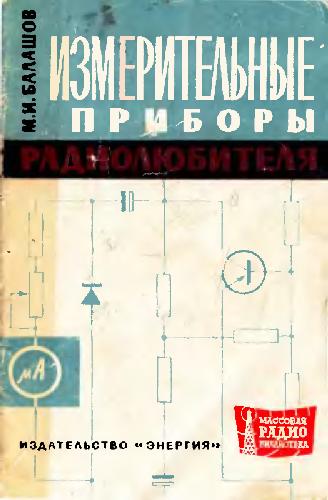 М.И.БАЛАШОВ
ИЗМЕРИТЕЛЬНЫЕ
ПРИБОРЫ
РАДИОЛЮБИТЕЛЯ
мА
МАССОВАЯ
РАДИО
БИБЛИОТЕКА
ИЗДАТЕЛЬСТВО «ЭНЕРГИЯ»